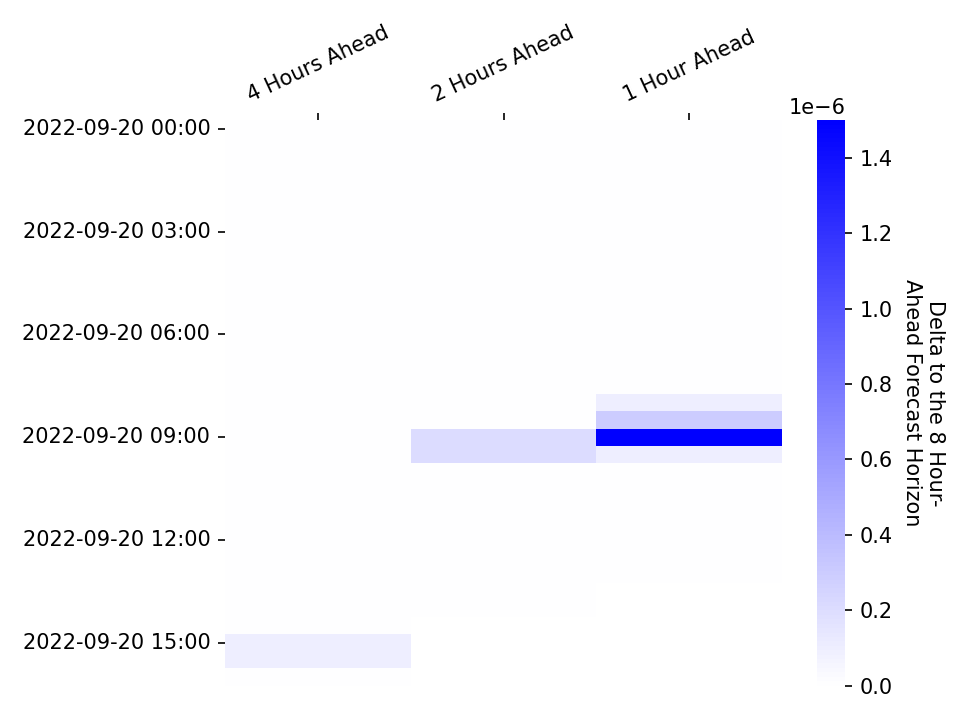 4 Hours Ahead
2 Hours Ahead
1 Hour Ahead
1e−6
2022-09-20 00:00
2022-09-20 03:00
2022-09-20 06:00
2022-09-20 09:00
2022-09-20 12:00
2022-09-20 15:00
1.4
1.2
1.0
0.8
0.6
0.4
0.2
0.0
Delta to the 8 Hour-
Ahead Forecast Horizon